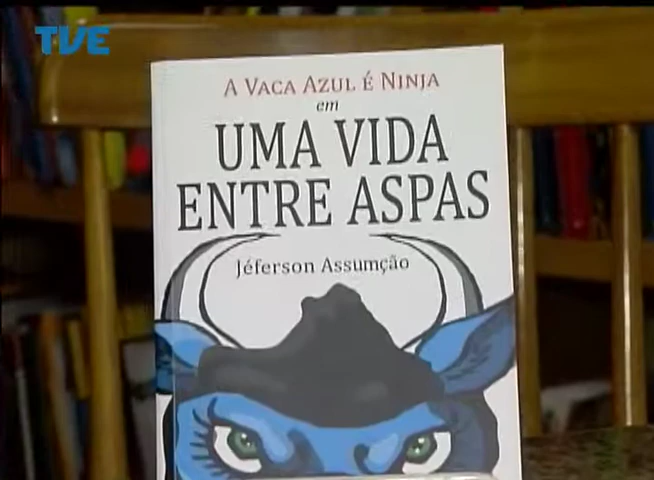 TVE
A VACA AZUL É NINJA
em
UMA VIDA
ENTRE ASPAS
Jéferson Assumção